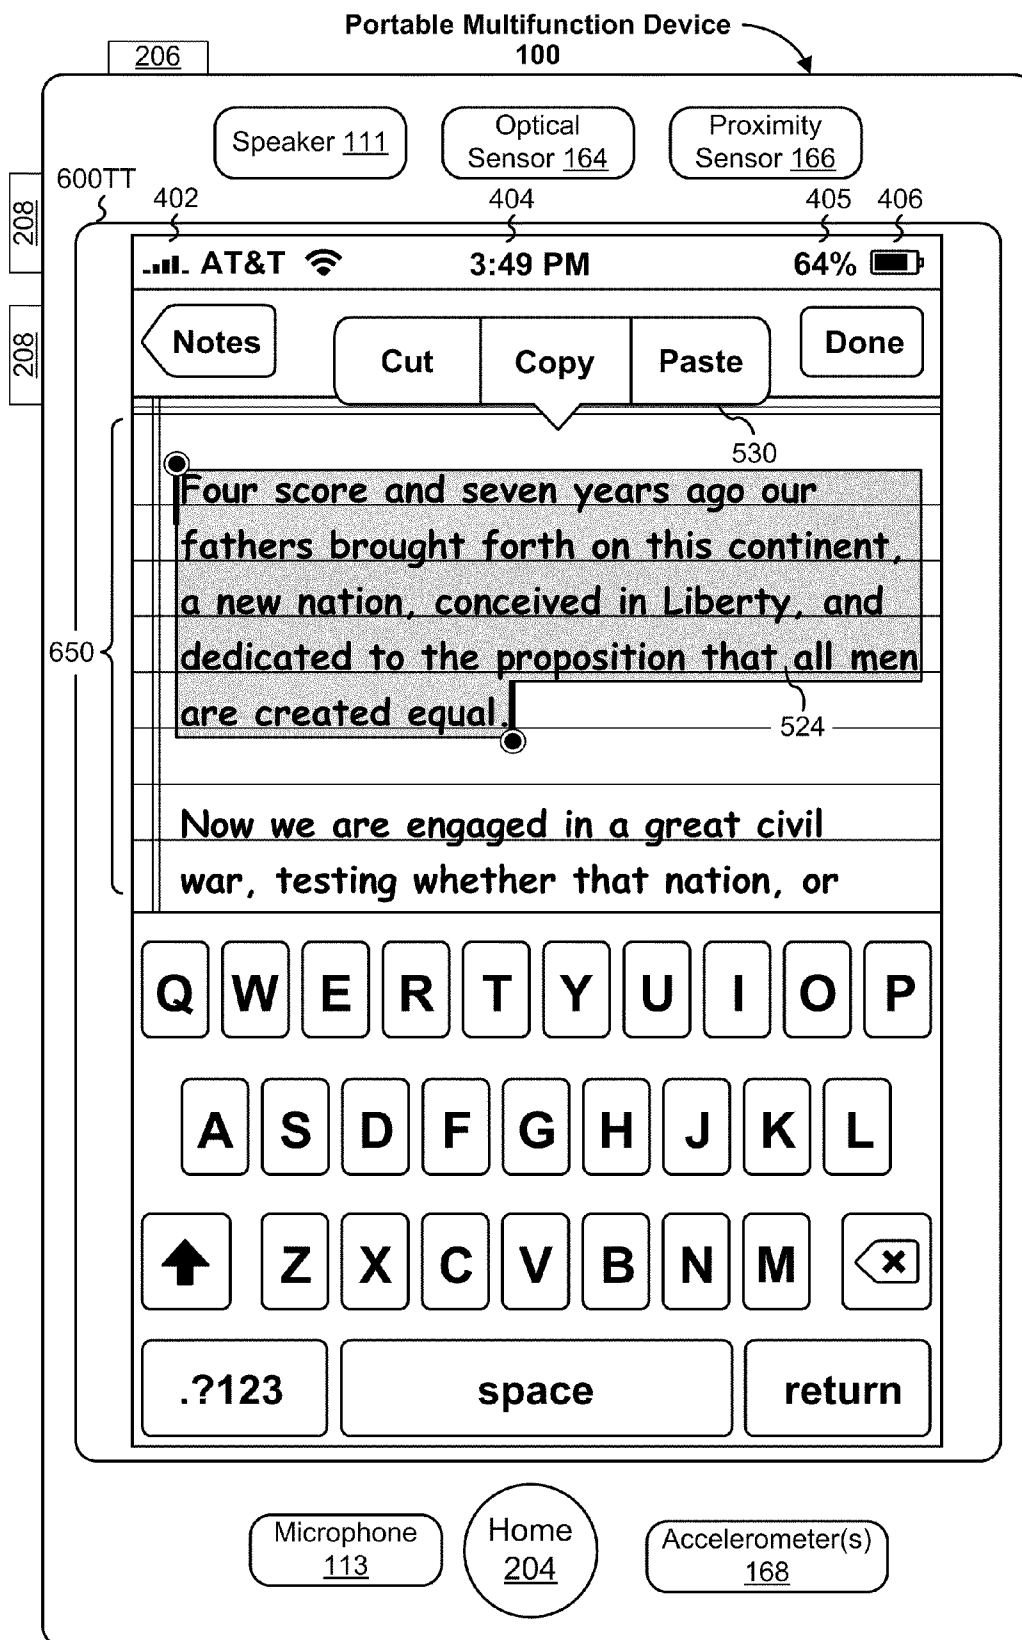 Portable Multifunction Device
100
206
Speaker 111
Optical
Sensor 164
Proximity
Sensor 166
600TT
402
404
405
406
208
AT&T
3:49 PM
64%
208
Notes
Cut
Copy
Paste
Done
530
Four score and seven years ago our
fathers brought forth on this continent,
a new nation, conceived in Liberty, and
650
dedicated to the proposition that all men
are created equal.
524
Now we are engaged in a great civil
war, testing whether that nation, or
Q W E R T Y U I O P
A S D F G H J K L
Z X C V B N M
.?123
space
return
Microphone
113
Home
204
Accelerometer(s)
168